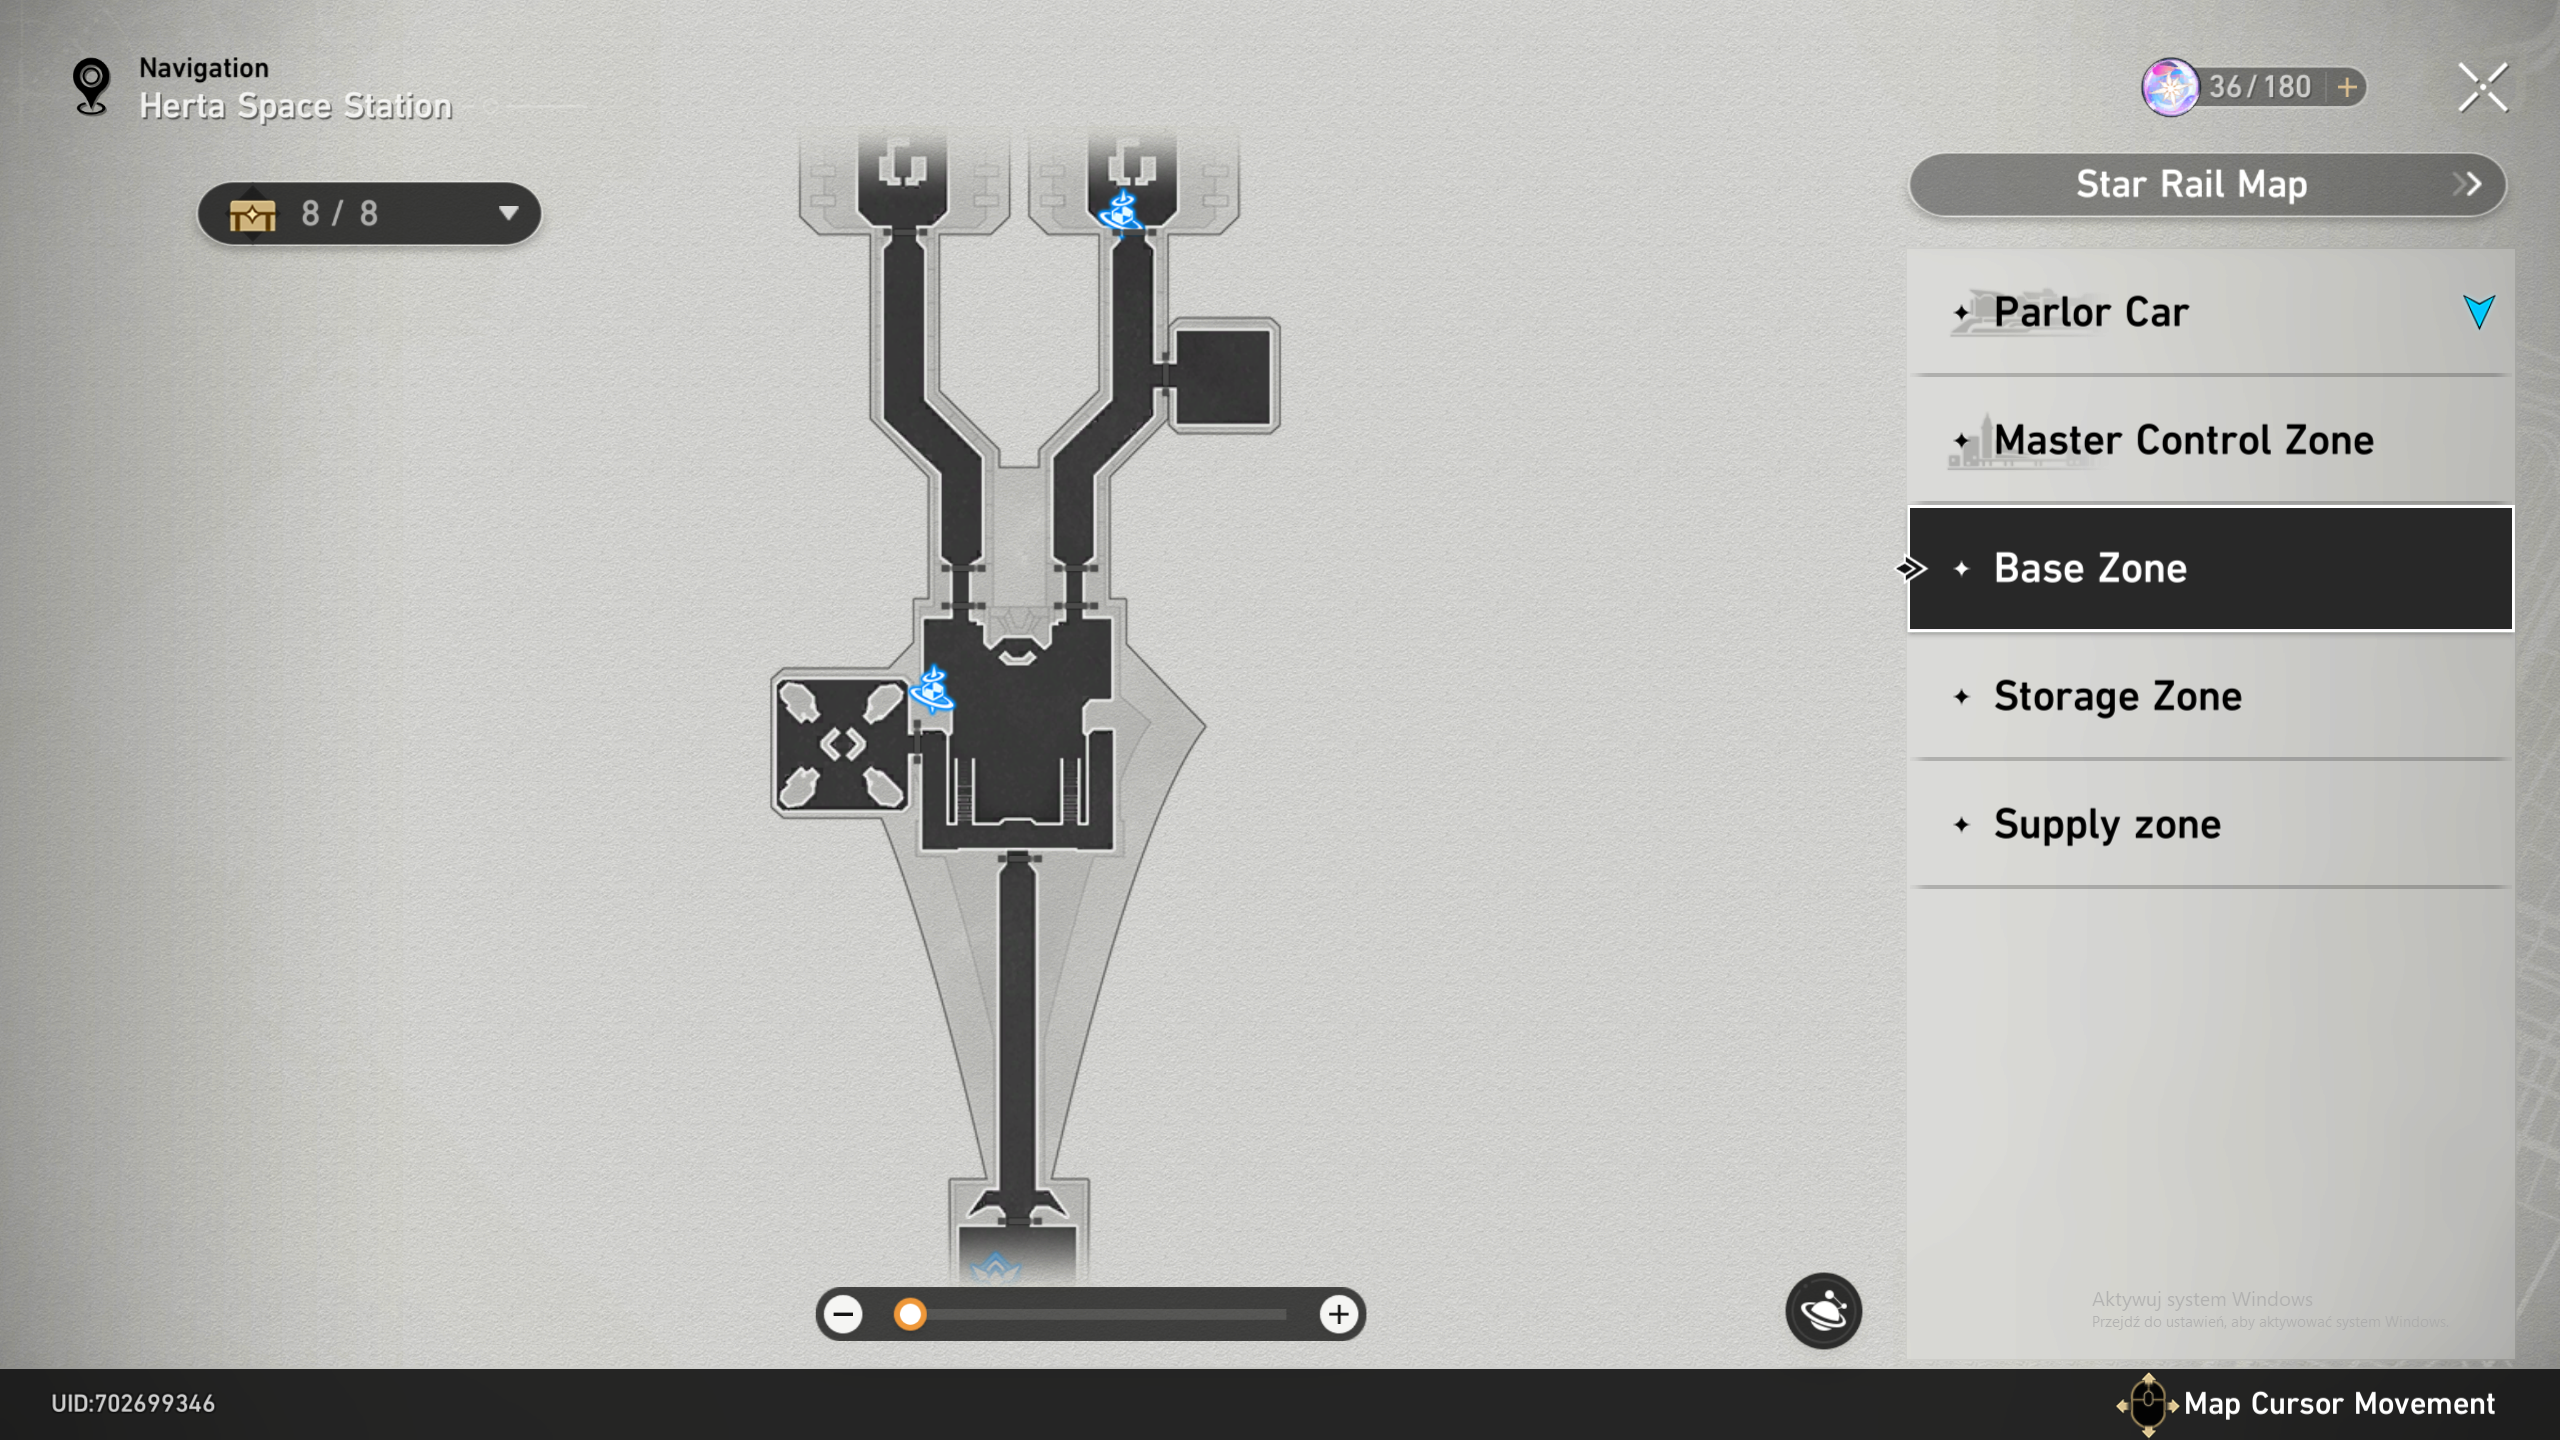 Navigation
Herta Space Station
36/180
8 / 8
Star Rail Map
Parlor Car
Master Control Zone
Base Zone
Storage Zone
Supply zone
Aktywuj system Windows
Przejdź do ustawień, aby aktywować system Windows.
UID:702699346
Map Cursor Movement